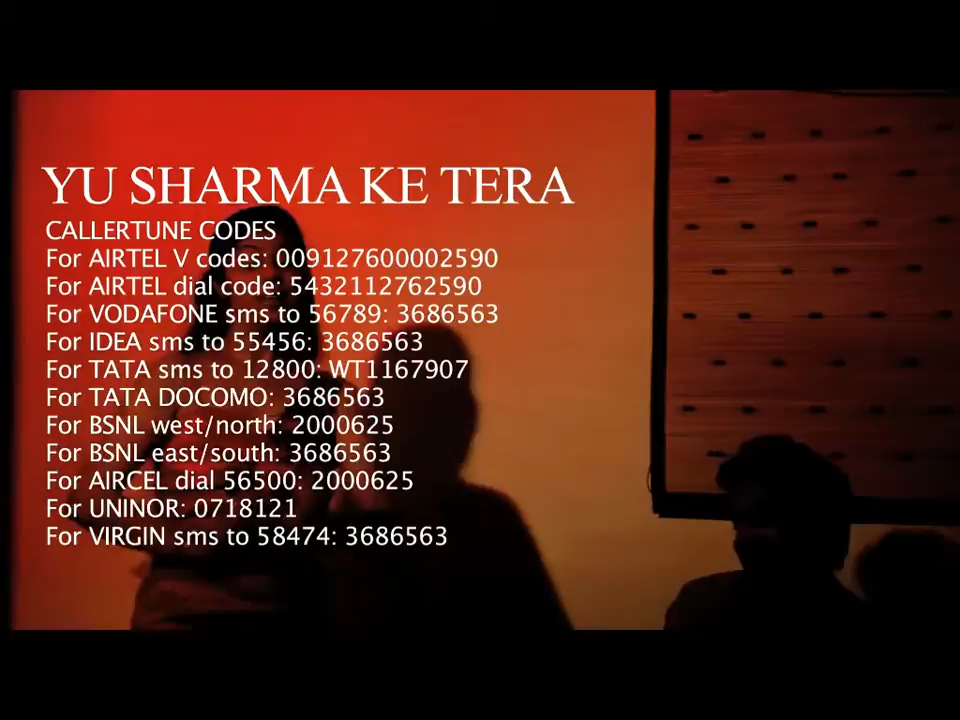 YU SHARMA KE TERA
CALLERTUNE CODES
For AIRTEL V codes: 009127600002590
For AIRTEL dial code: 5432112762590
For VODAFONE sms to 56789: 3686563
For IDEA sms to 55456: 3686563
For TATA sms to 12800: WT1167907
For TATA DOCOMO: 3686563
For BSNL west/north: 2000625
For BSNL east/south: 3686563
For AIRCEL dial 56500: 2000625
For UNINOR: 0718121
For VIRGIN sms to 58474: 3686563